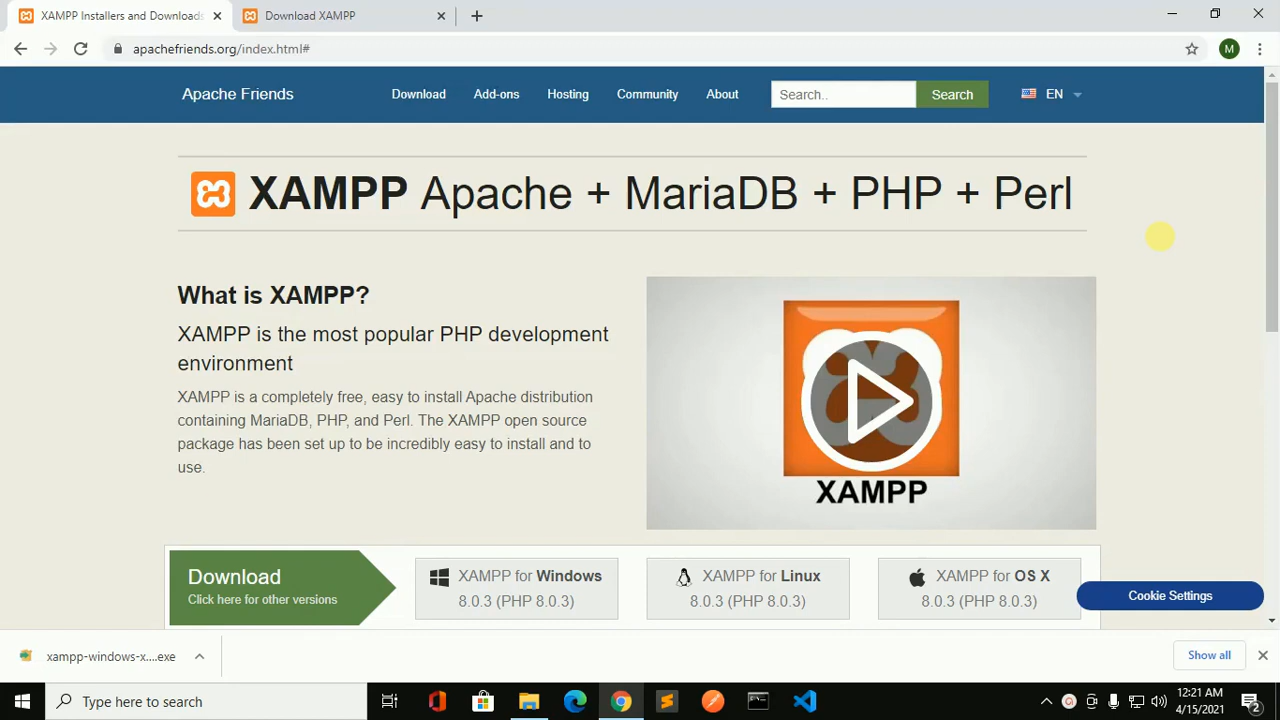 XAMPP Installers and Downloads
Download XAMPP
apachefriends.org/index.html#
M
Apache Friends
Download
Add-ons
Hosting
Community
About
Search..
Search
EN
XAMPP Apache + MariaDB + PHP + Perl
What is XAMPP?
XAMPP is the most popular PHP development
environment
XAMPP is a completely free, easy to install Apache distribution
containing MariaDB, PHP, and Perl. The XAMPP open source
package has been set up to be incredibly easy to install and to
use.
XAMPP
Download
Click here for other versions
XAMPP for Windows
8.0.3 (PHP 8.0.3)
XAMPP for Linux
8.0.3 (PHP 8.0.3)
XAMPP for OS X
8.0.3 (PHP 8.0.3)
Cookie Settings
xampp-windows-x....exe
Show all
Type here to search
12:21 AM
4/15/2021
2